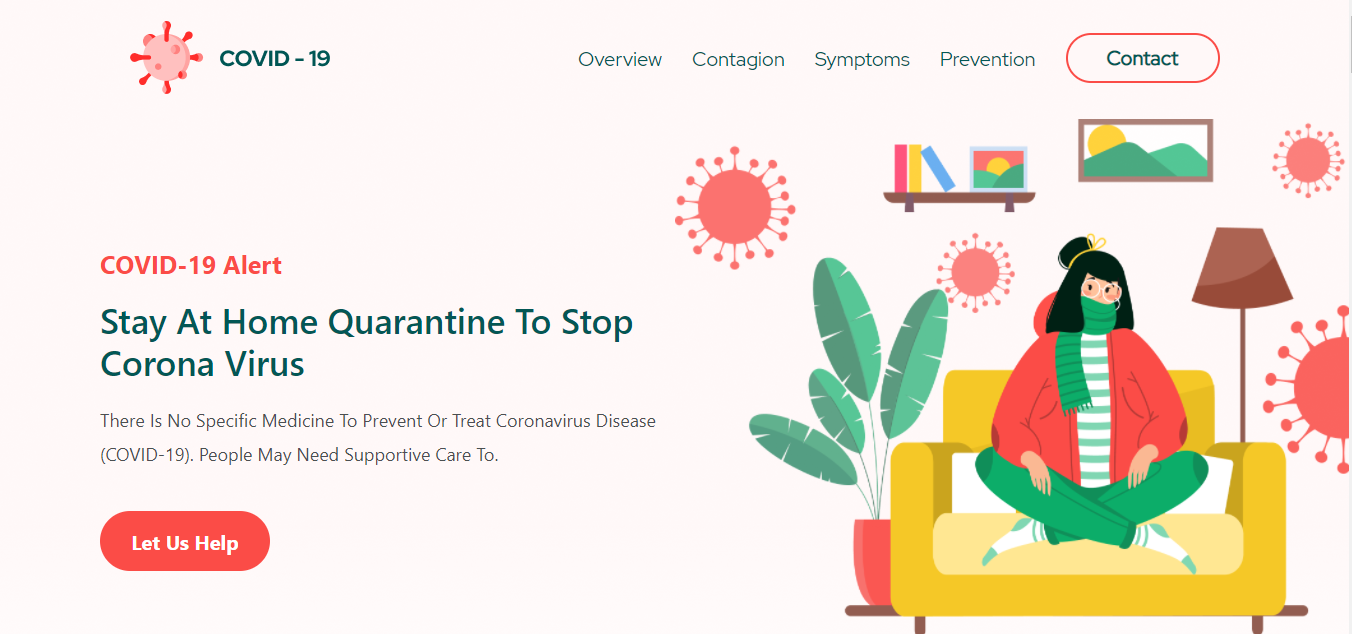 COVID - 19
Overview
Contagion
Symptoms
Prevention
Contact
COVID-19 Alert
Stay At Home Quarantine To Stop
Corona Virus
There Is No Specific Medicine To Prevent Or Treat Coronavirus Disease
(COVID-19). People May Need Supportive Care To.
Let Us Help